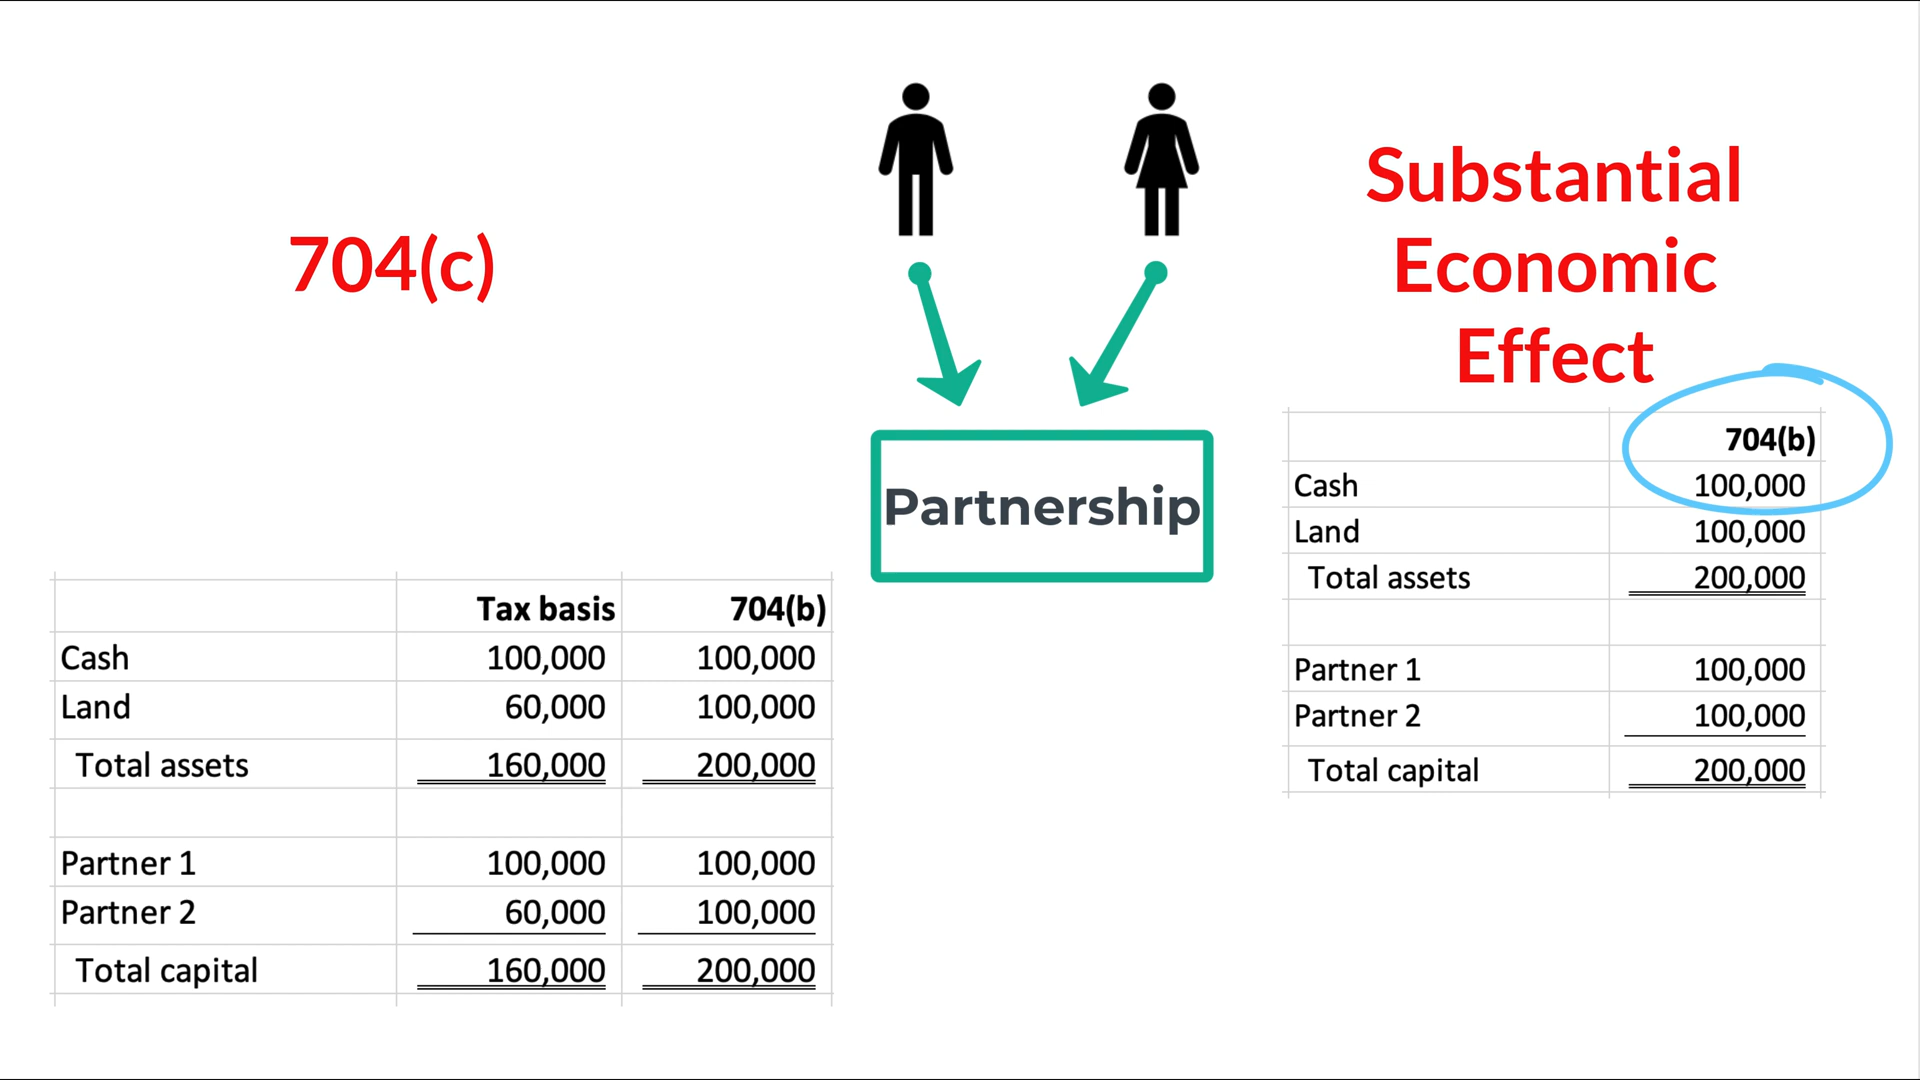 704(c)
Substantial
Economic
Effect
Partnership
Tax basis 704(b)
Cash 100,000 100,000
Land 60,000 100,000
Total assets 160,000 200,000
Partner 1 100,000 100,000
Partner 2 60,000 100,000
Total capital 160,000 200,000
704(b)
Cash 100,000
Land 100,000
Total assets 200,000
Partner 1 100,000
Partner 2 100,000
Total capital 200,000